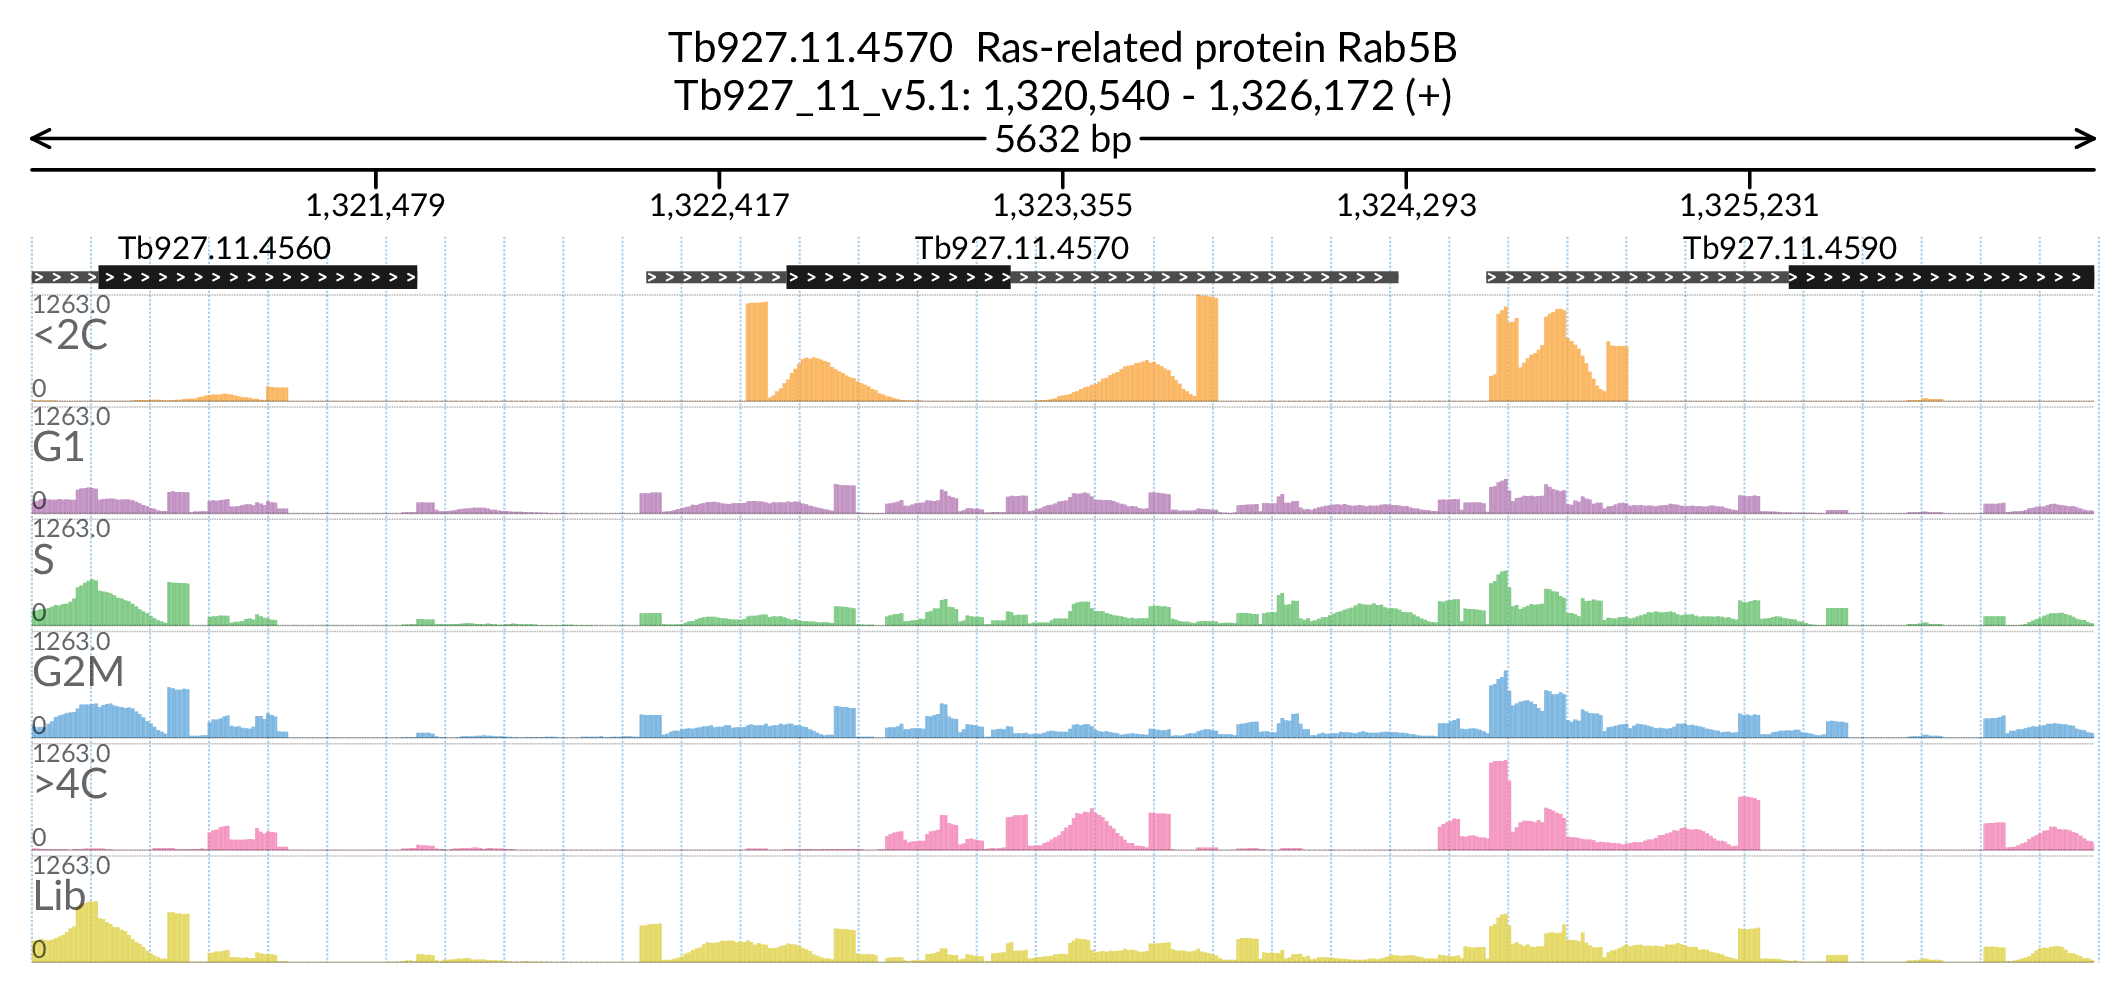 Tb927.11.4570 Ras-related protein Rab5B
Tb927_11_v5.1: 1,320,540 - 1,326,172 (+)
5632 bp
1,321,479 1,322,417 1,323,355 1,324,293 1,325,231
Tb927.11.4560 Tb927.11.4570 Tb927.11.4590
1263.0
<2C
0
1263.0
G1
0
1263.0
S
0
1263.0
G2M
0
1263.0
>4C
0
1263.0
Lib
0